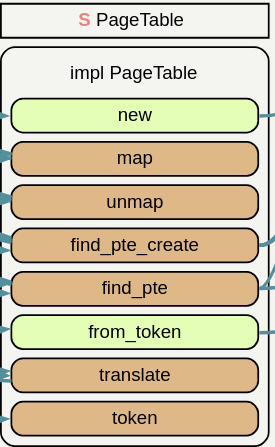 S PageTable
impl PageTable
new
map
unmap
find_pte_create
find_pte
from_token
translate
token